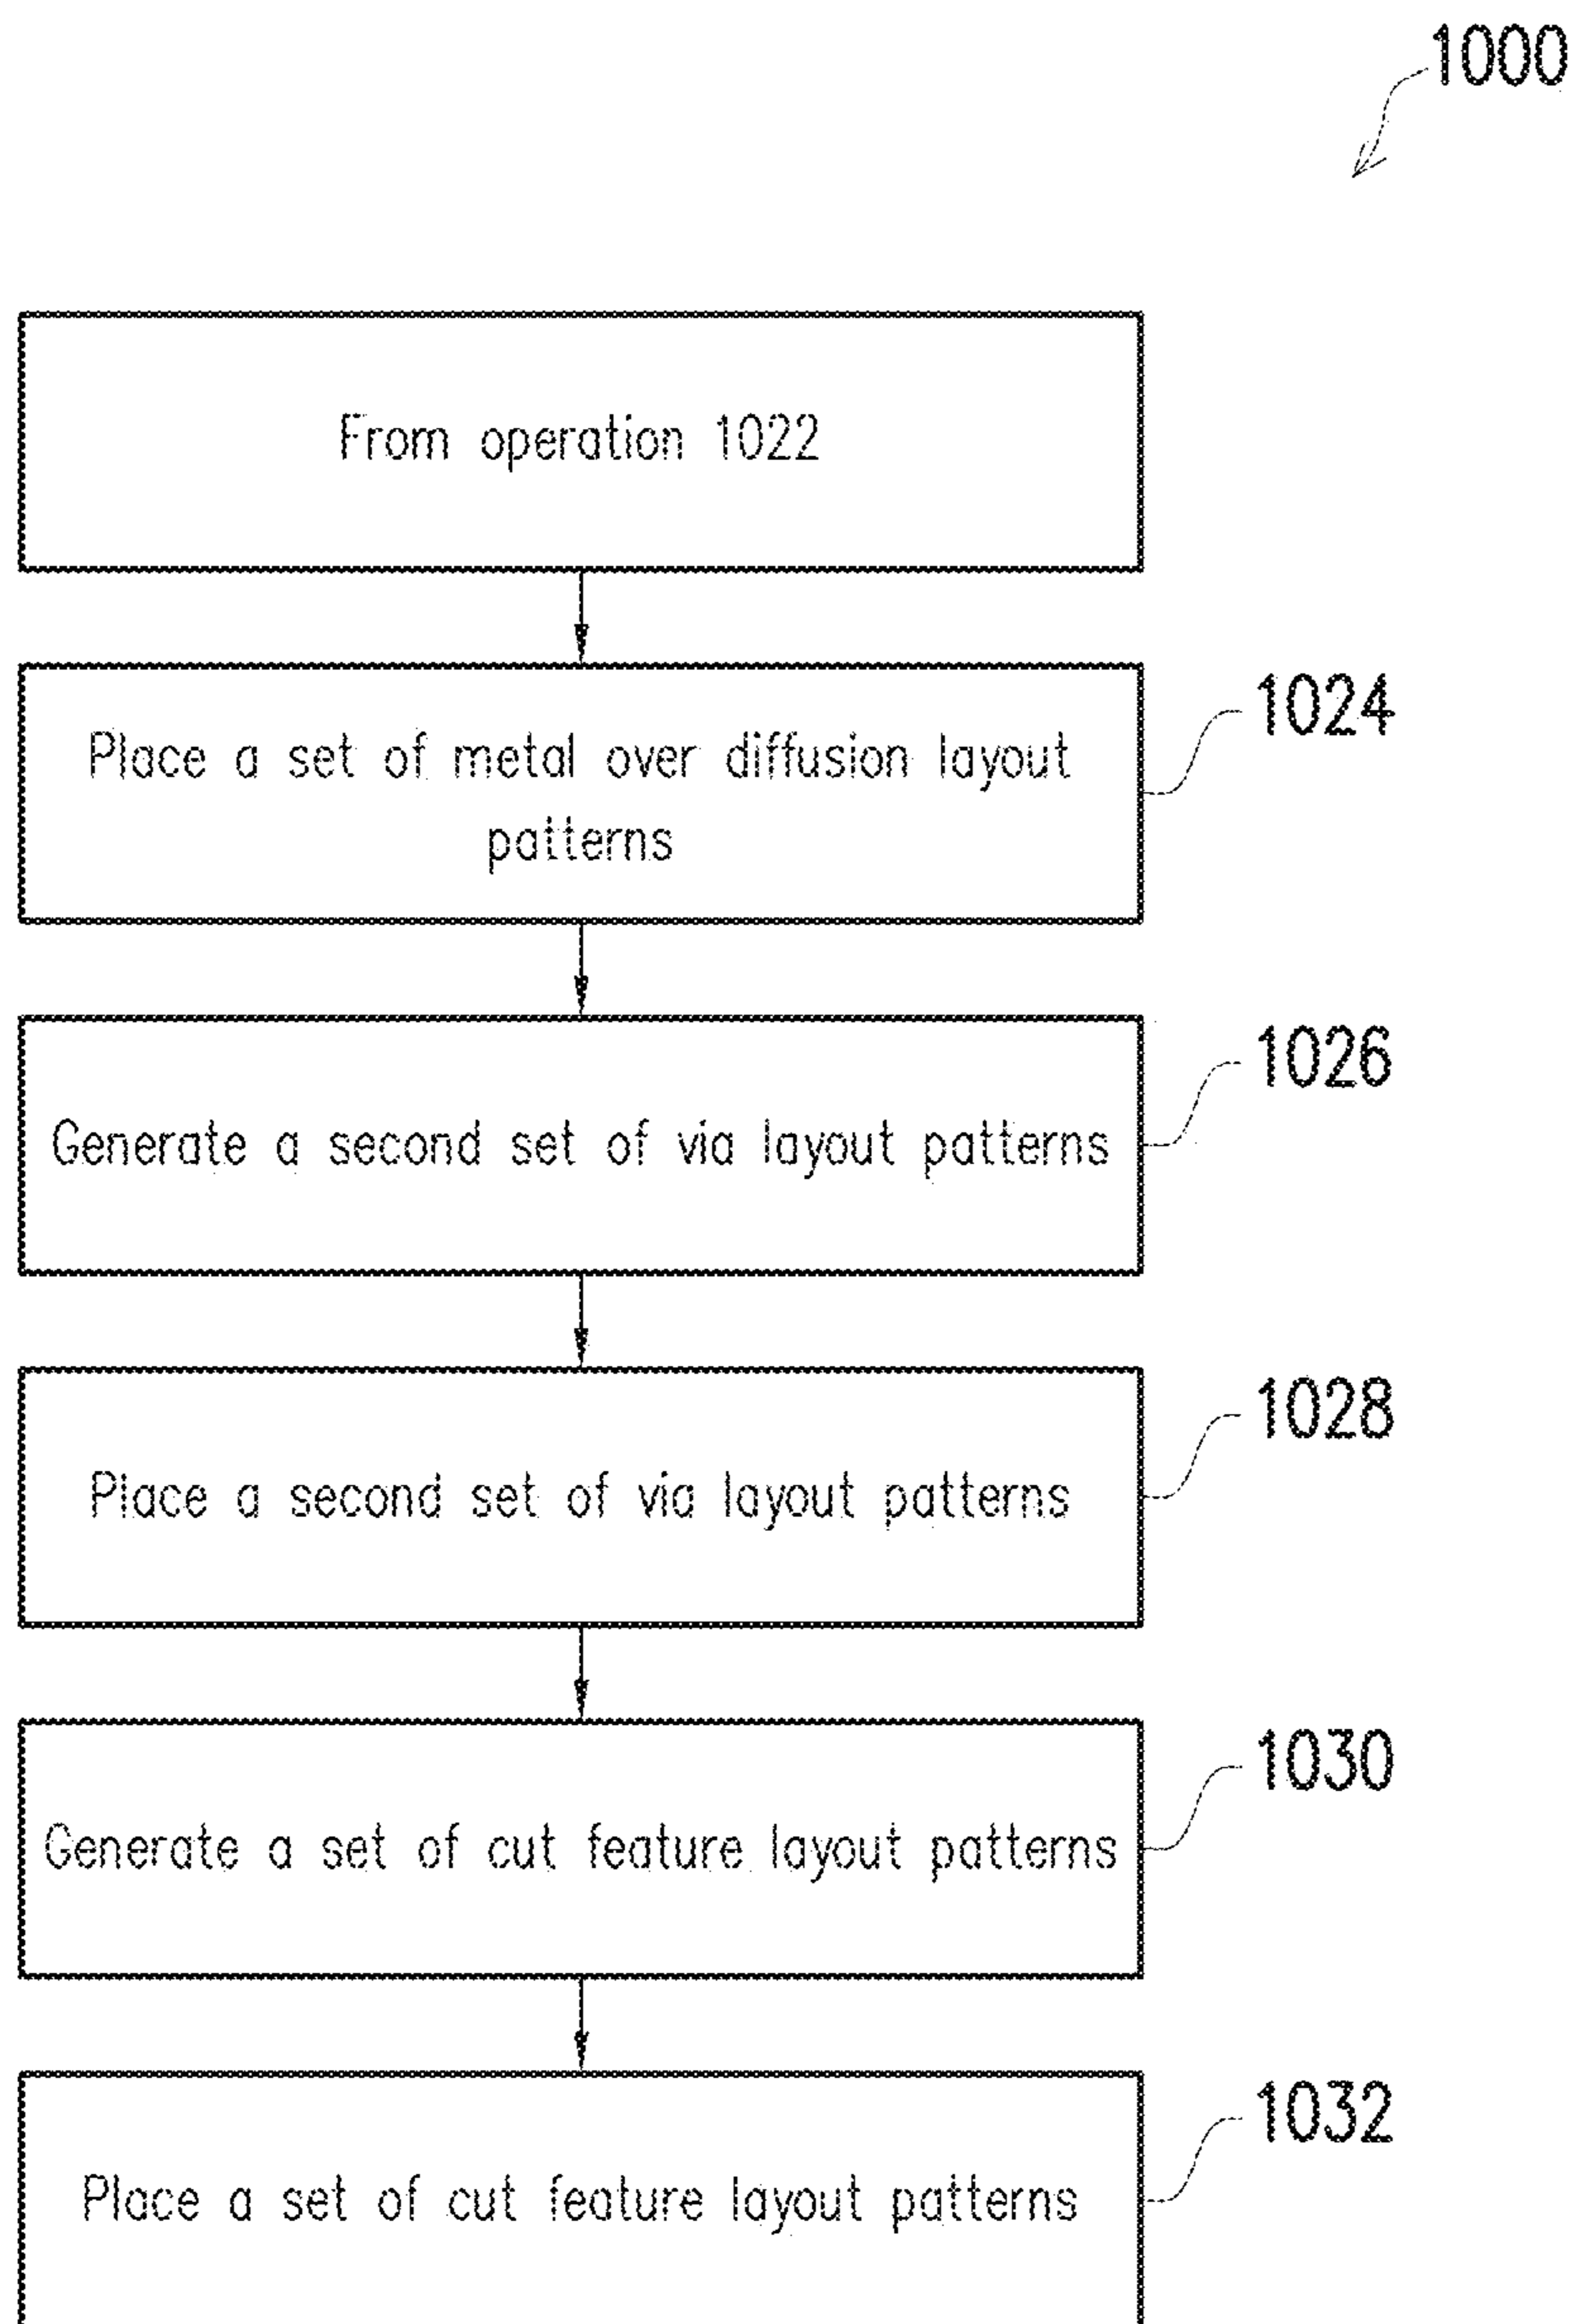 1000
From operation 1022
Place a set of metal over diffusion layout
patterns
1024
Generate a second set of via layout patterns
1026
Place a second set of via layout patterns
1028
Generate a set of cut feature layout patterns
1030
Place a set of cut feature layout patterns
1032